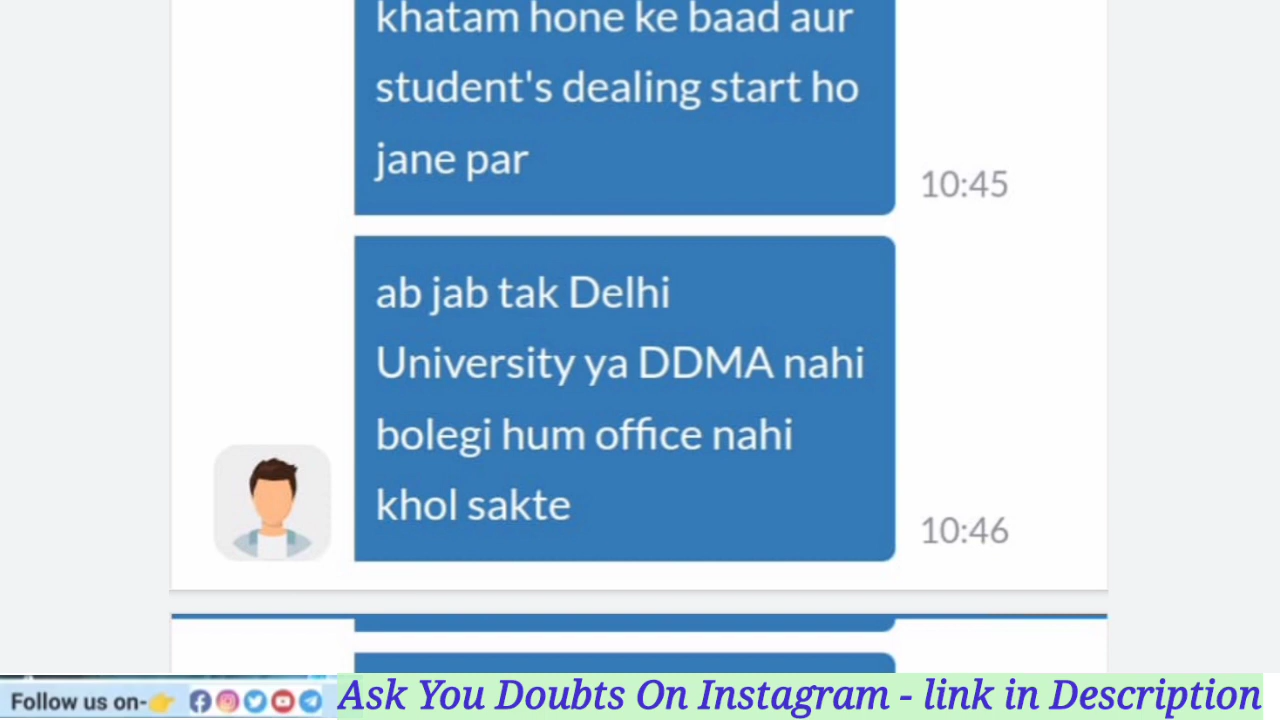 khatam hone ke baad aur
student's dealing start ho
jane par
10:45
ab jab tak Delhi
University ya DDMA nahi
bolegi hum office nahi
khol sakte
10:46
Follow us on-👉
Ask You Doubts On Instagram - link in Description